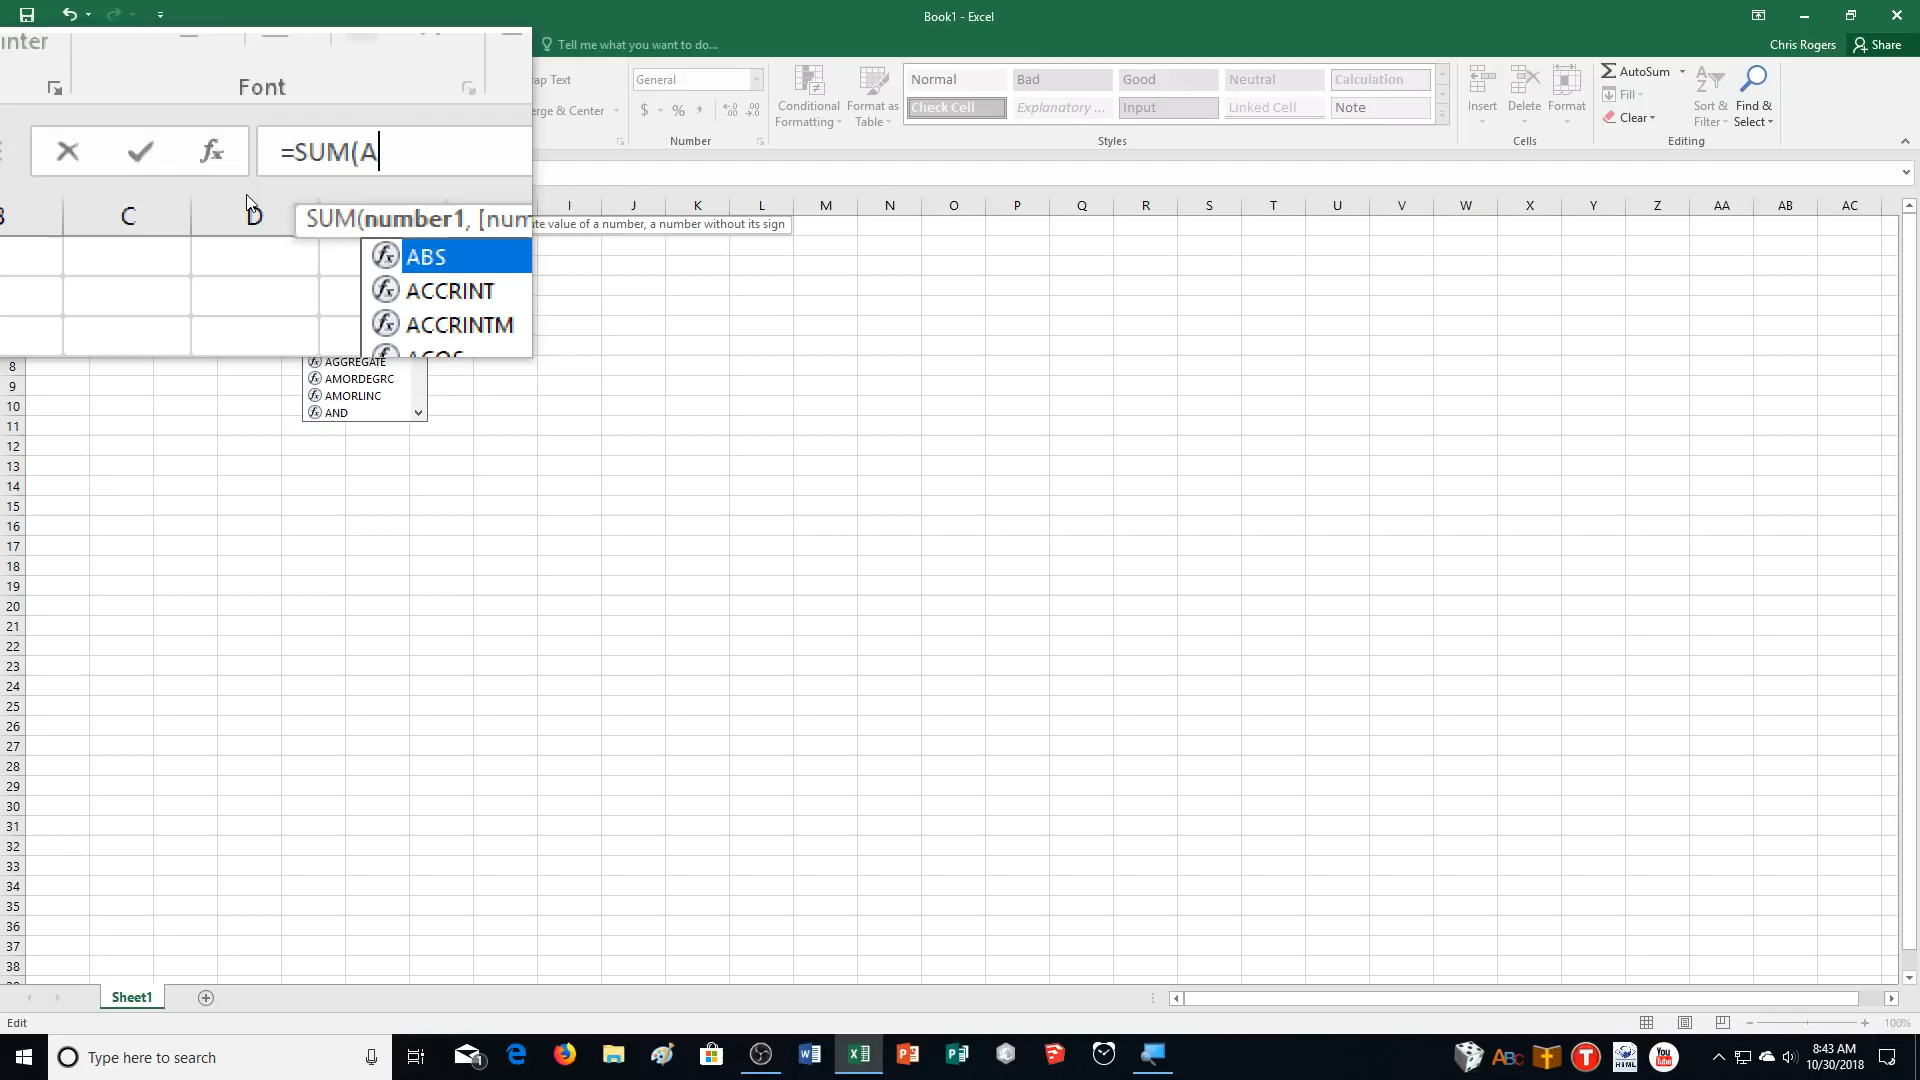 Book1 - Excel
Tell me what you want to do...
Chris Rogers
Share
Font
General
$ %
Number
Conditional
Formatting
Format as
Table
Normal
Bad
Good
Neutral
Calculation
Check Cell
Explanatory ...
Input
Linked Cell
Note
Styles
Insert
Delete
Format
Cells
AutoSum
Fill
Clear
Sort &
Filter
Find &
Select
Editing
fx
=SUM(A
C D
I J K L M N O P Q R S T U V W X Y Z AA AB AC
SUM(number1, [num
value of a number, a number without its sign
ABS
ACCRINT
ACCRINTM
AGGREGATE
AMORDEGRC
AMORLINC
AND
8
9
10
11
12
13
14
15
16
17
18
19
20
21
22
23
24
25
26
27
28
29
30
31
32
33
34
35
36
37
38
Sheet1
Edit
100%
Type here to search
8:43 AM
10/30/2018